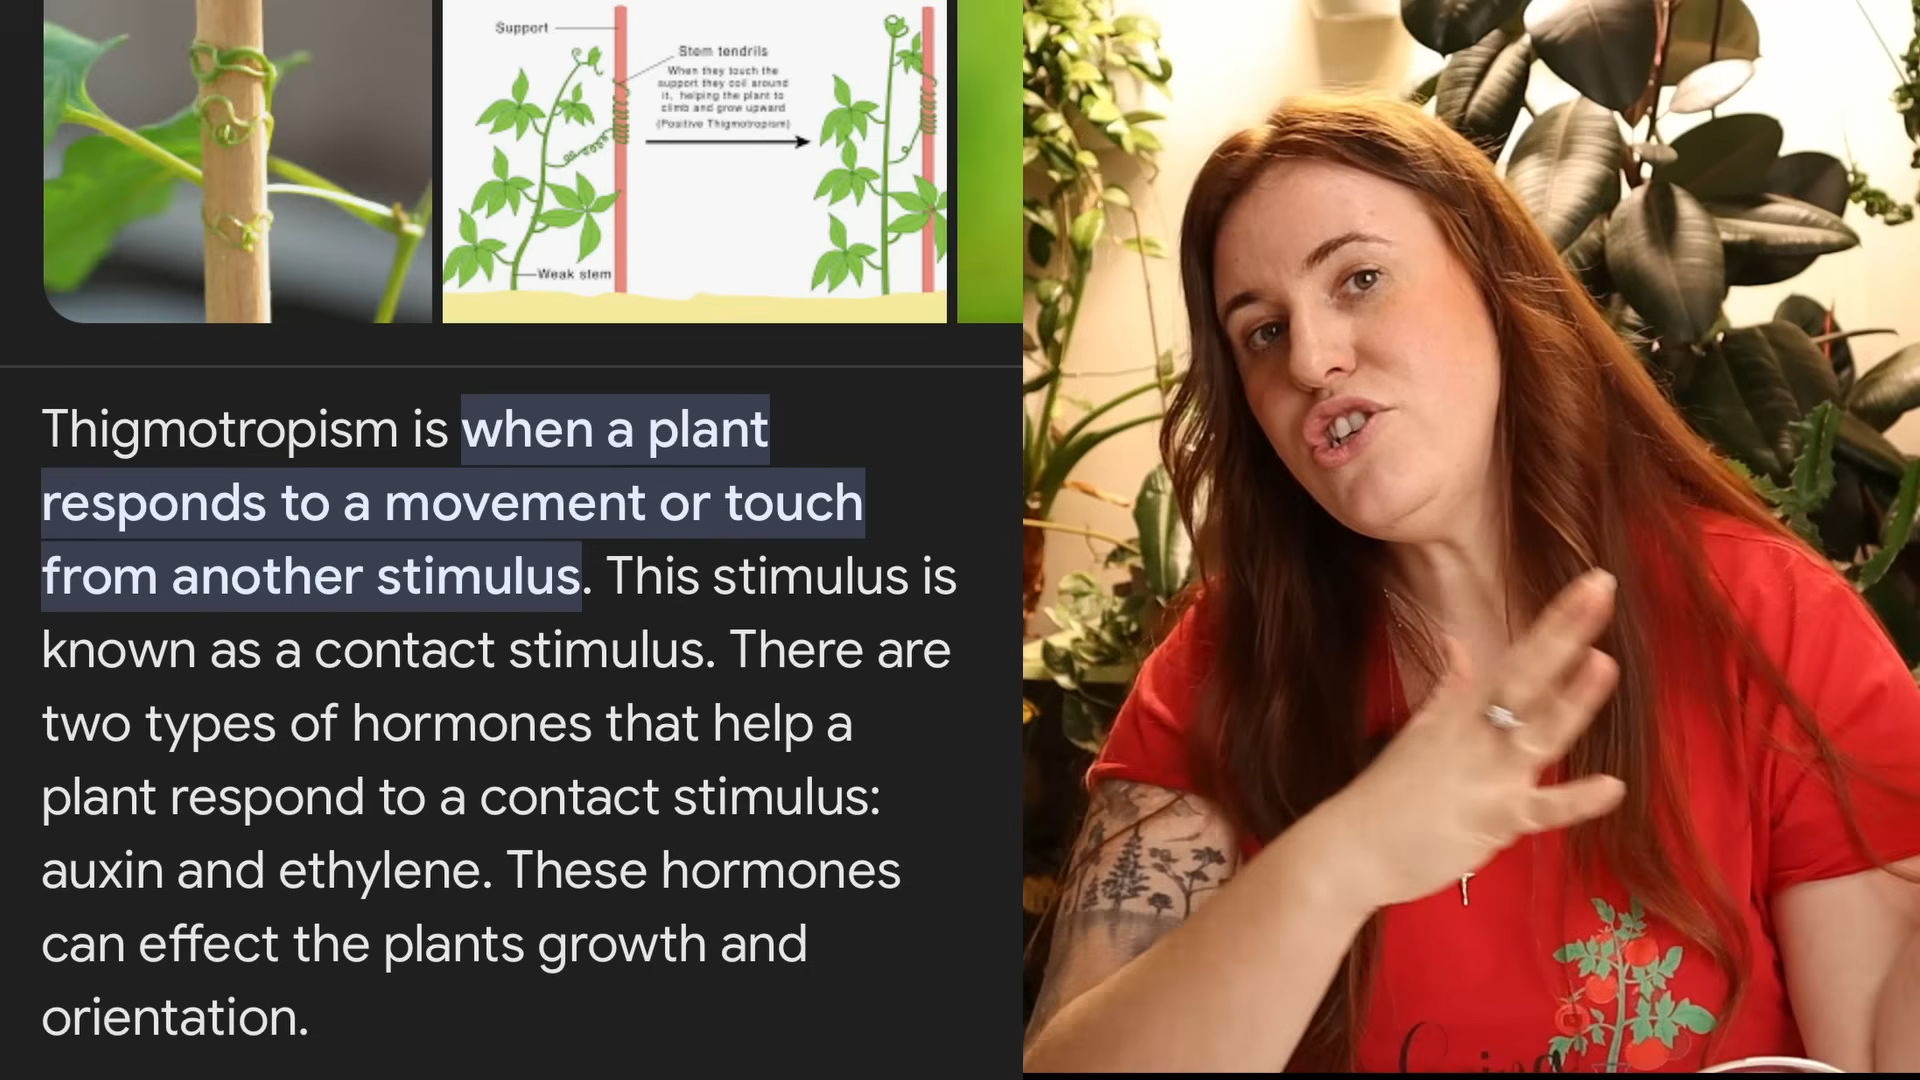 Support
Stem tendrils
When they touch the
support they coil around
it, helping the plant to
climb and grow upward
(Positive Thigmotropism)
Weak stem
Thigmotropism is when a plant
responds to a movement or touch
from another stimulus. This stimulus is
known as a contact stimulus. There are
two types of hormones that help a
plant respond to a contact stimulus:
auxin and ethylene. These hormones
can effect the plants growth and
orientation.